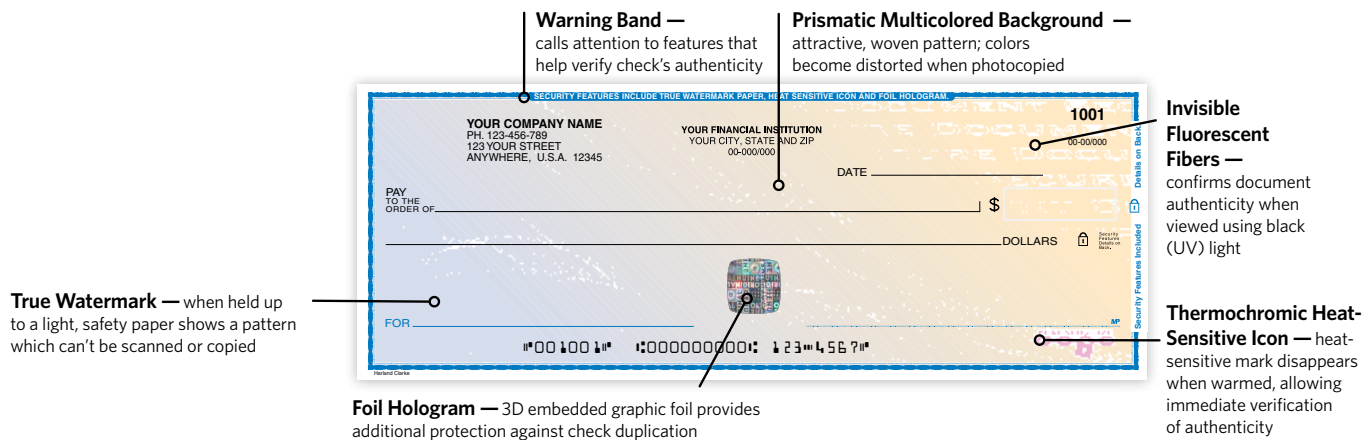 Warning Band —
calls attention to features that
help verify check's authenticity
Prismatic Multicolored Background —
attractive, woven pattern; colors
become distorted when photocopied
SECURITY FEATURES INCLUDE TRUE WATERMARK PAPER, HEAT SENSITIVE ICON AND FOIL HOLOGRAM.
YOUR COMPANY NAME
PH. 123-456-789
123 YOUR STREET
ANYWHERE, U.S.A. 12345
YOUR FINANCIAL INSTITUTION
YOUR CITY, STATE AND ZIP
00-000/000
1001
00-00/000
DATE
PAY
TO THE
ORDER OF
$
DOLLARS
Security
Features
Details on
Back.
Security Features Included
Details on Back
FOR
MP
⑈001001⑈ ⑆000000000⑆ 123⑉4567⑈
Harland Clarke
Invisible
Fluorescent
Fibers —
confirms document
authenticity when
viewed using black
(UV) light
True Watermark — when held up
to a light, safety paper shows a pattern
which can't be scanned or copied
Thermochromic Heat-
Sensitive Icon — heat-
sensitive mark disappears
when warmed, allowing
immediate verification
of authenticity
Foil Hologram — 3D embedded graphic foil provides
additional protection against check duplication